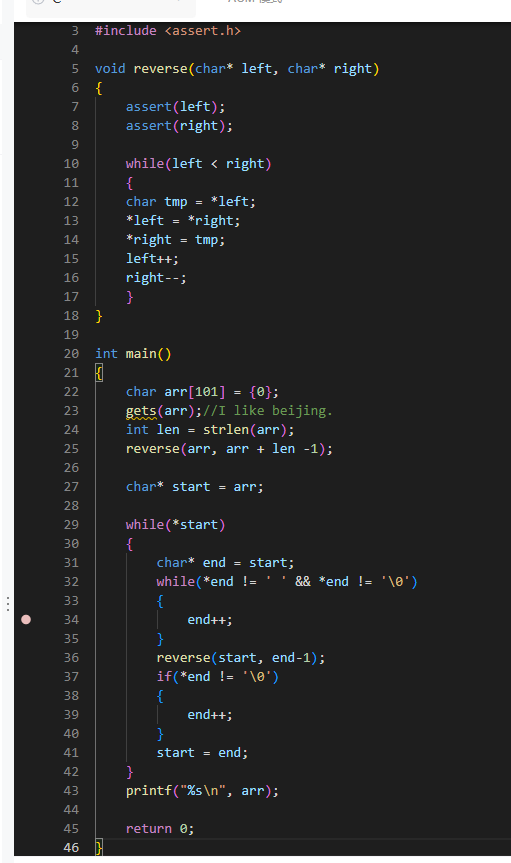 3 #include <assert.h>
4
5 void reverse(char* left, char* right)
6 {
7     assert(left);
8     assert(right);
9
10     while(left < right)
11     {
12     char tmp = *left;
13     *left = *right;
14     *right = tmp;
15     left++;
16     right--;
17     }
18 }
19
20 int main()
21 {
22     char arr[101] = {0};
23     gets(arr);//I like beijing.
24     int len = strlen(arr);
25     reverse(arr, arr + len -1);
26
27     char* start = arr;
28
29     while(*start)
30     {
31         char* end = start;
32         while(*end != ' ' && *end != '\0')
33         {
34             end++;
35         }
36         reverse(start, end-1);
37         if(*end != '\0')
38         {
39             end++;
40         }
41         start = end;
42     }
43     printf("%s\n", arr);
44
45     return 0;
46 }